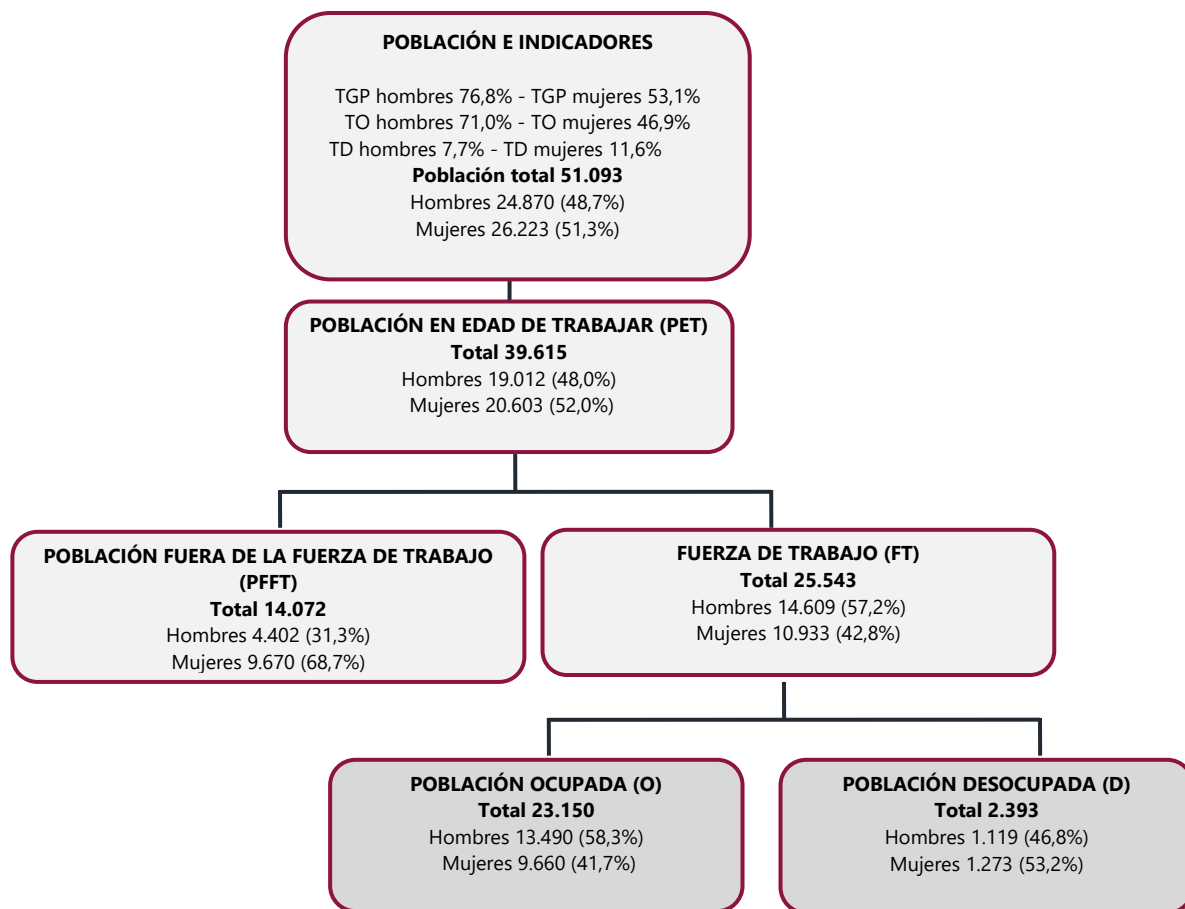 POBLACIÓN E INDICADORES
TGP hombres 76,8% - TGP mujeres 53,1%
TO hombres 71,0% - TO mujeres 46,9%
TD hombres 7,7% - TD mujeres 11,6%
Población total 51.093
Hombres 24.870 (48,7%)
Mujeres 26.223 (51,3%)
POBLACIÓN EN EDAD DE TRABAJAR (PET)
Total 39.615
Hombres 19.012 (48,0%)
Mujeres 20.603 (52,0%)
POBLACIÓN FUERA DE LA FUERZA DE TRABAJO
(PFFT)
Total 14.072
Hombres 4.402 (31,3%)
Mujeres 9.670 (68,7%)
FUERZA DE TRABAJO (FT)
Total 25.543
Hombres 14.609 (57,2%)
Mujeres 10.933 (42,8%)
POBLACIÓN OCUPADA (O)
Total 23.150
Hombres 13.490 (58,3%)
Mujeres 9.660 (41,7%)
POBLACIÓN DESOCUPADA (D)
Total 2.393
Hombres 1.119 (46,8%)
Mujeres 1.273 (53,2%)